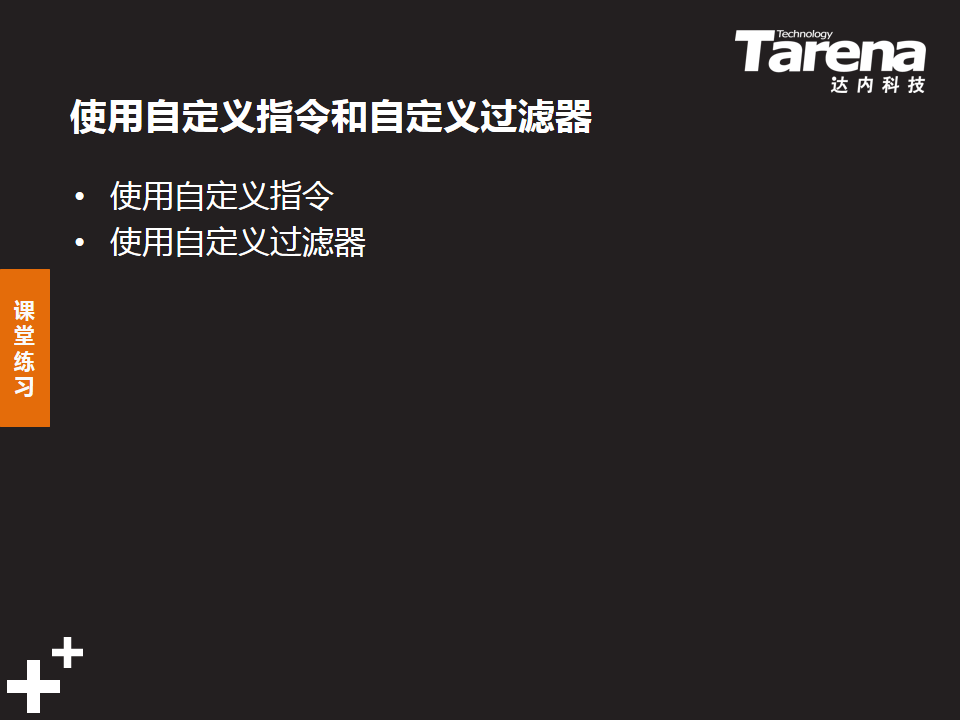 Technology
Tarena
达内科技
使用自定义指令和自定义过滤器
• 使用自定义指令
• 使用自定义过滤器
课堂练习